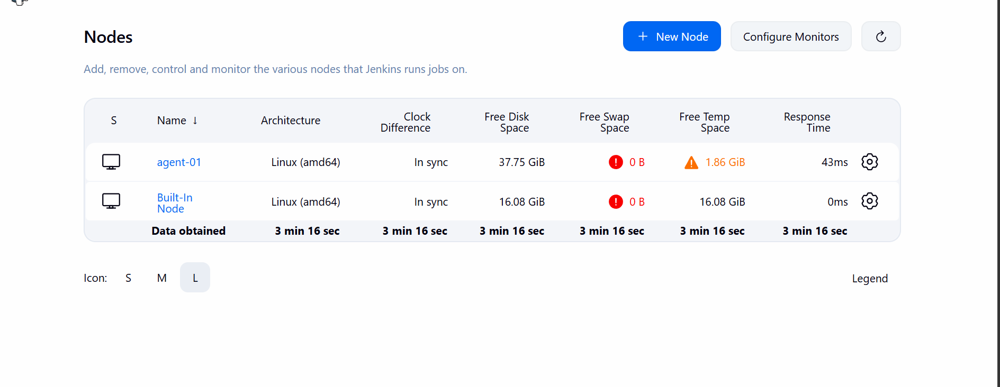 Nodes
+ New Node
Configure Monitors
Add, remove, control and monitor the various nodes that Jenkins runs jobs on.
S Name ↓ Architecture Clock Difference Free Disk Space Free Swap Space Free Temp Space Response Time
agent-01 Linux (amd64) In sync 37.75 GiB 0 B 1.86 GiB 43ms
Built-In Node Linux (amd64) In sync 16.08 GiB 0 B 16.08 GiB 0ms
Data obtained 3 min 16 sec 3 min 16 sec 3 min 16 sec 3 min 16 sec 3 min 16 sec 3 min 16 sec
Icon: S M L
Legend